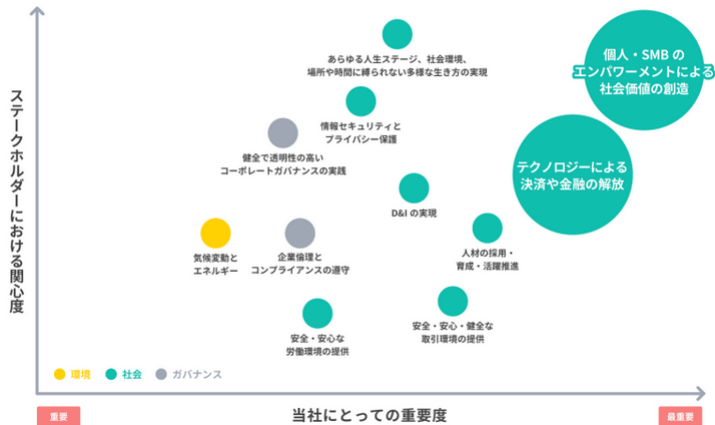 ステークホルダーにおける関心度
個人・SMB の
エンパワーメントによる
社会価値の創造
あらゆる人生ステージ、社会環境、
場所や時間に縛られない多様な生き方の実現
情報セキュリティと
プライバシー保護
健全で透明性の高い
コーポレートガバナンスの実践
テクノロジーによる
決済や金融の解放
D&I の実現
気候変動と
エネルギー
企業倫理と
コンプライアンスの遵守
人材の採用・
育成・活躍推進
安全・安心な
労働環境の提供
安全・安心・健全な
取引環境の提供
環境 社会 ガバナンス
重要 当社にとっての重要度 最重要